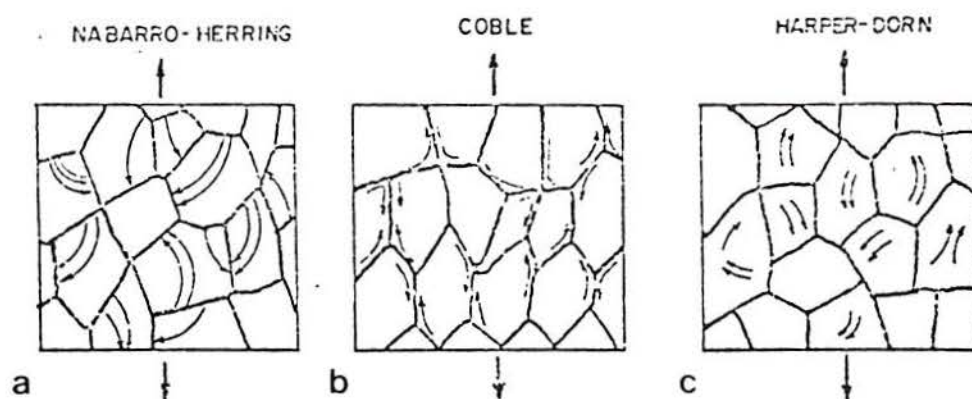 NABARRO-HERRING
COBLE
HARPER-DORN
a
b
c